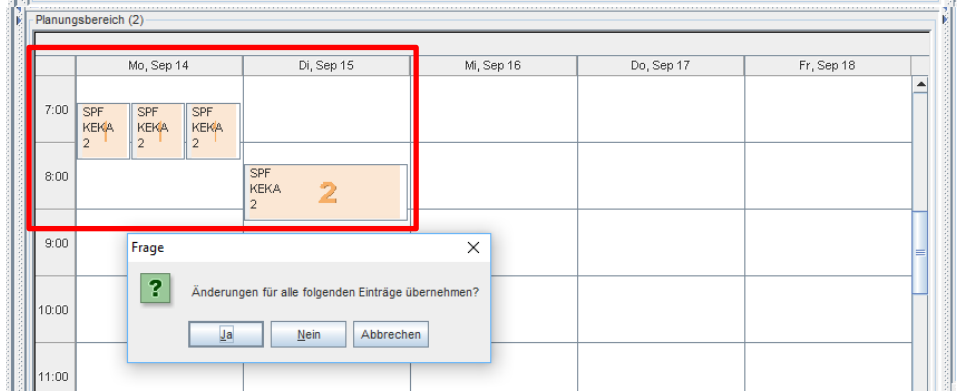 Planungsbereich (2)
Mo, Sep 14 Di, Sep 15 Mi, Sep 16 Do, Sep 17 Fr, Sep 18
7:00
SPF SPF SPF
KEKA KEKA KEKA
2 2 2
8:00
SPF
KEKA
2
2
9:00
Frage
?
Änderungen für alle folgenden Einträge übernehmen?
10:00
Ja Nein Abbrechen
11:00